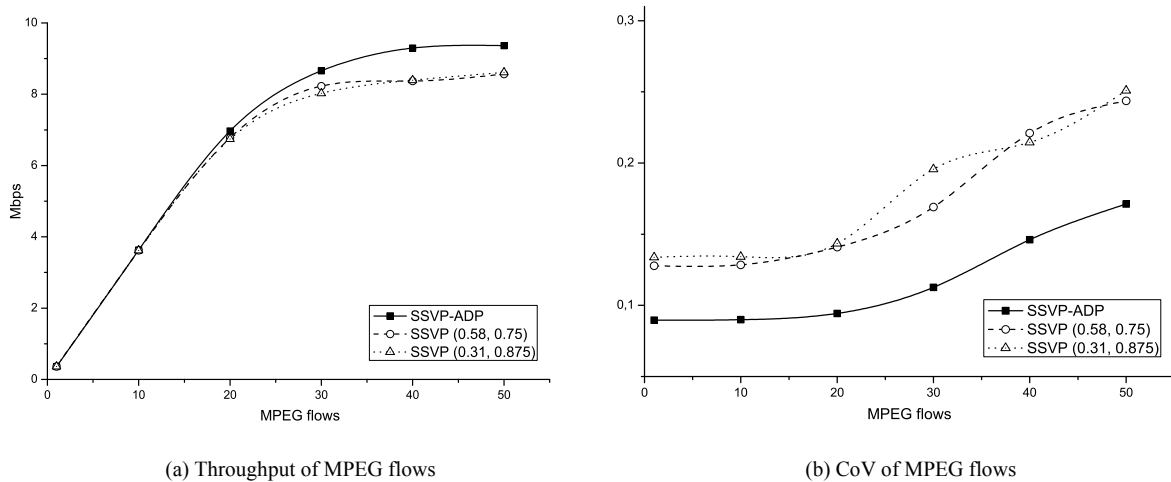 10
8
6
4
2
0
Mbps
0 10 20 30 40 50
MPEG flows
SSVP-ADP
SSVP (0.58, 0.75)
SSVP (0.31, 0.875)
(a) Throughput of MPEG flows
0,3
0,2
0,1
0 10 20 30 40 50
MPEG flows
SSVP-ADP
SSVP (0.58, 0.75)
SSVP (0.31, 0.875)
(b) CoV of MPEG flows